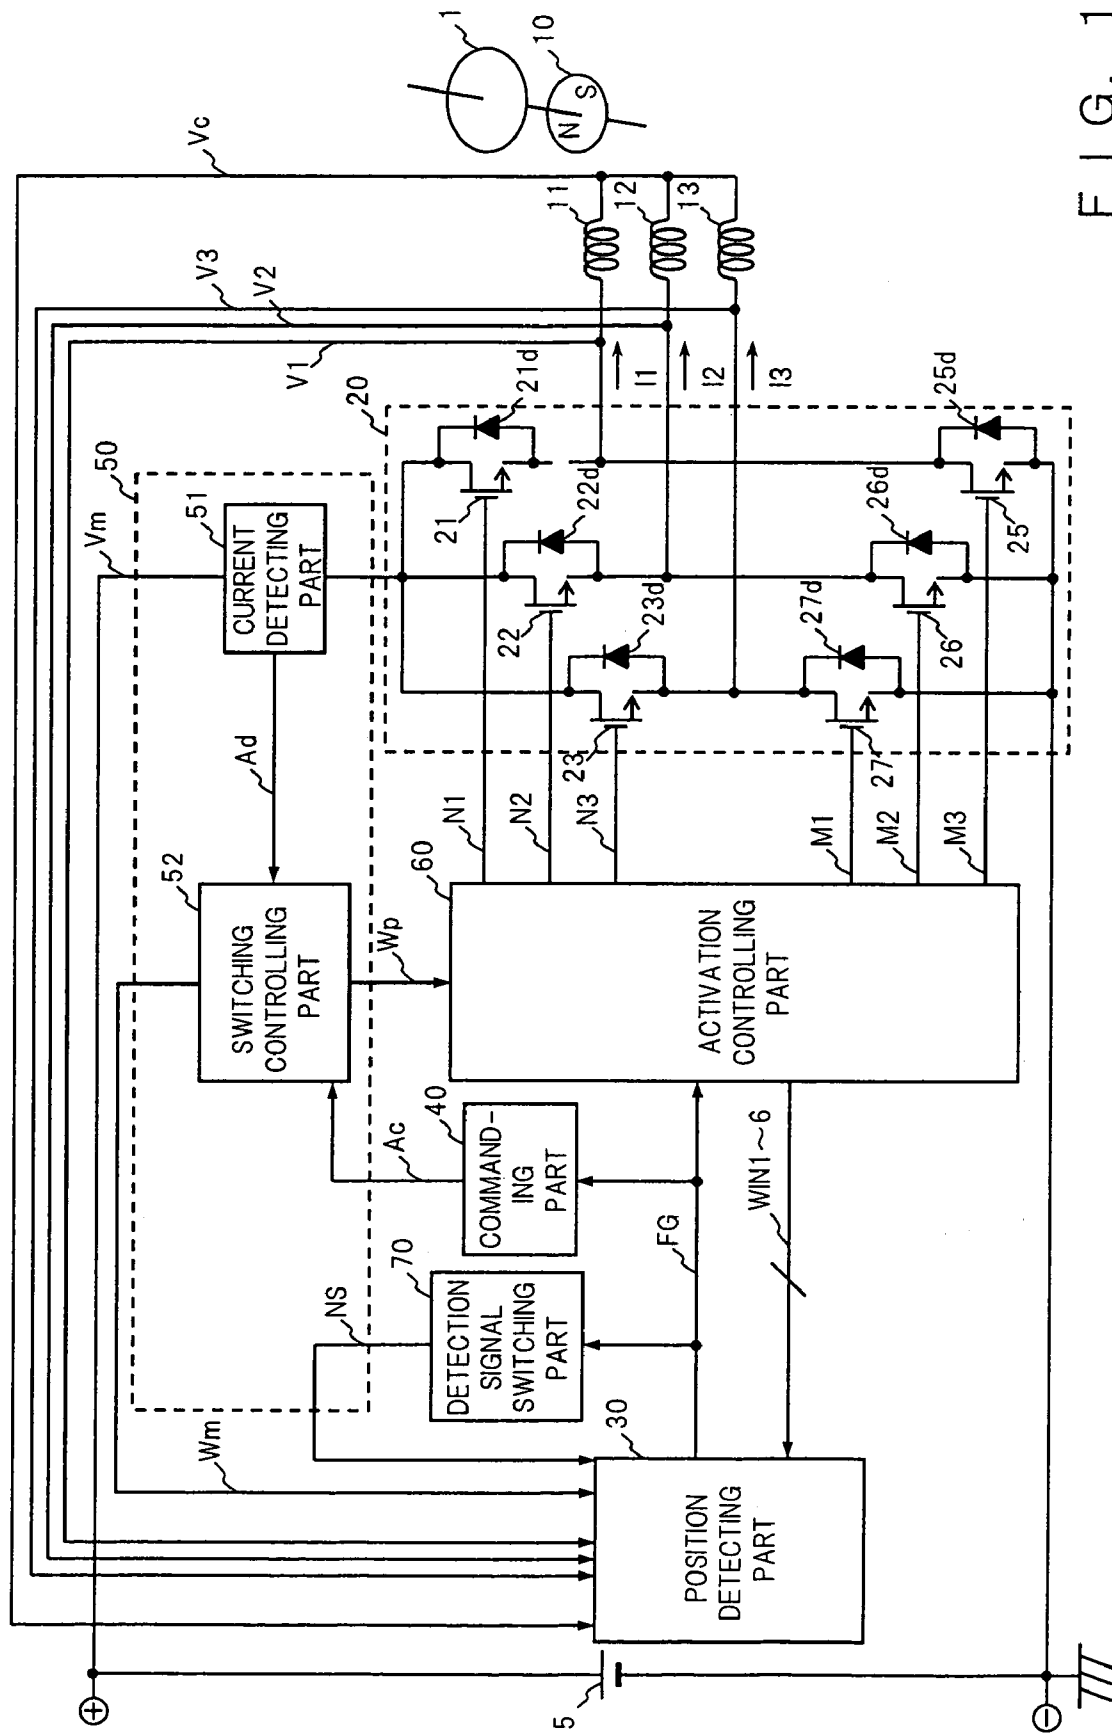 Vm
50
Vc
V3
V2
V1
1
10
N
S
11
12
13
51
CURRENT
DETECTING
PART
20
21d
21
22d
22
23d
23
I1
I2
I3
25d
25
26d
26
27d
27
Ad
52
SWITCHING
CONTROLLING
PART
Wp
60
ACTIVATION
CONTROLLING
PART
N1
N2
N3
M1
M2
M3
Ac
40
COMMAND-
ING
PART
NS
70
DETECTION
SIGNAL
SWITCHING
PART
FG
WIN1~6
Wm
30
POSITION
DETECTING
PART
+
5
−
FIG. 1